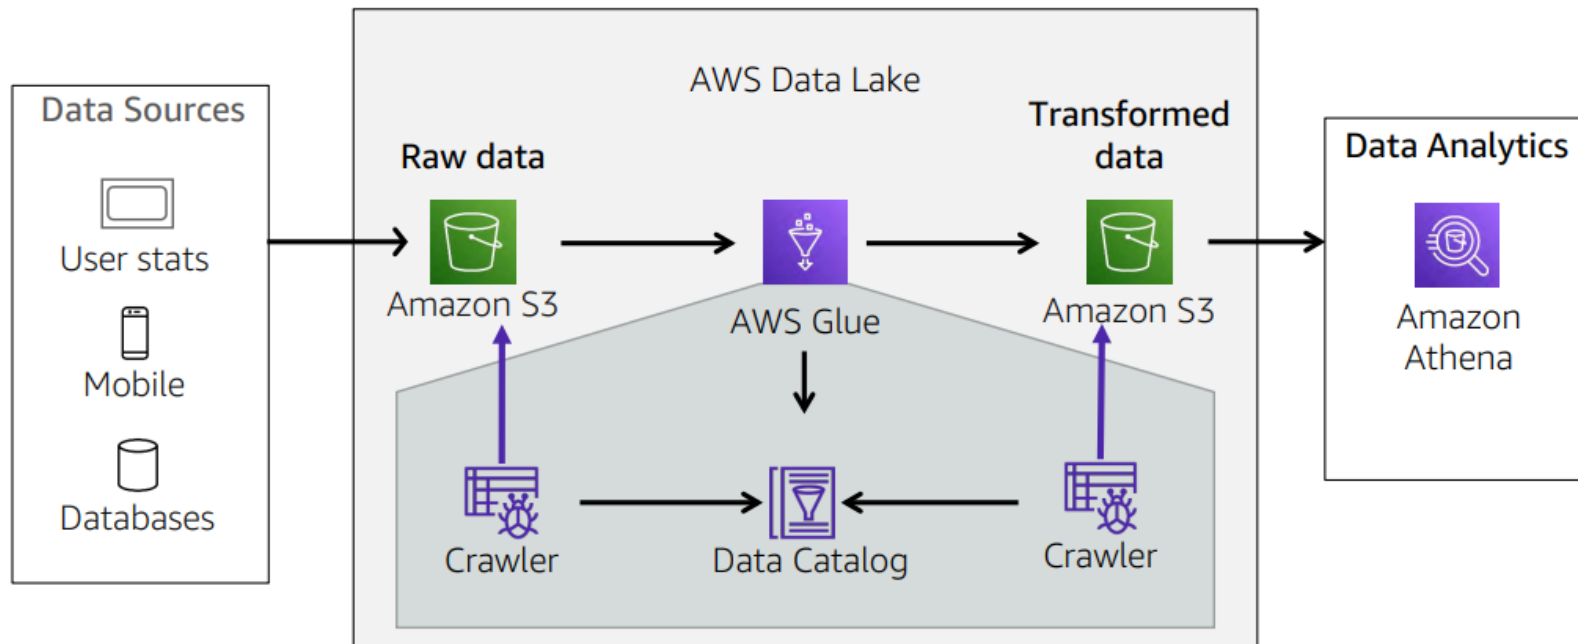 AWS Data Lake
Data Sources
User stats
Mobile
Databases
Raw data
Amazon S3
AWS Glue
Transformed
data
Amazon S3
Crawler
Data Catalog
Crawler
Data Analytics
Amazon
Athena